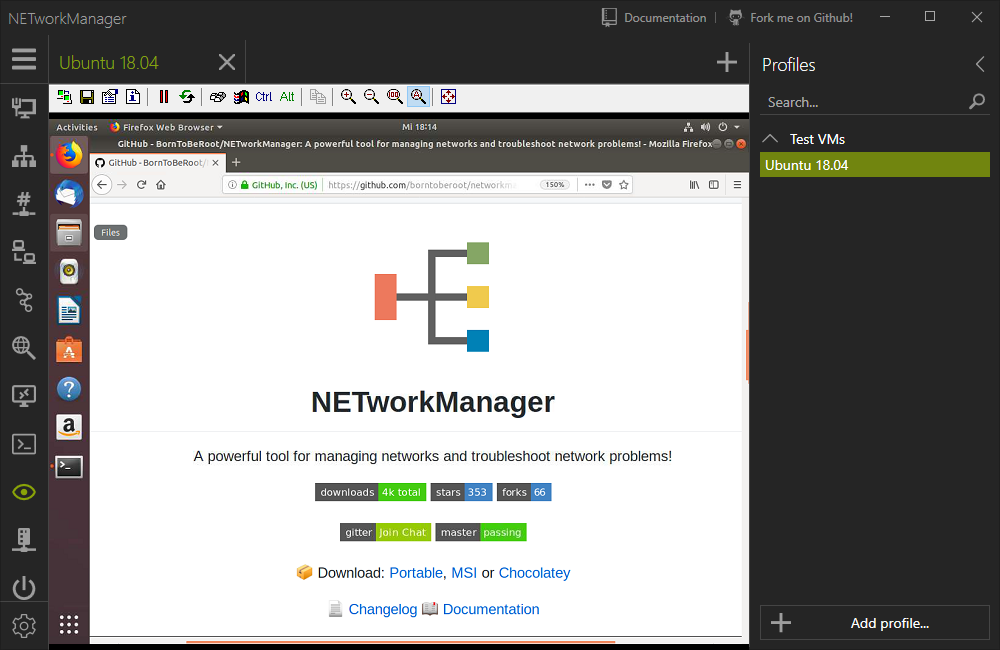 NETworkManager
Documentation
Fork me on Github!
Ubuntu 18.04
Ctrl Alt
Activities Firefox Web Browser Mi 18:14
GitHub - BornToBeRoot/NETworkManager: A powerful tool for managing networks and troubleshoot network problems! - Mozilla Firefox
GitHub - BornToBeRoot/
GitHub, Inc. (US) https://github.com/borntoberoot/networkm 150%
Files
a
NETworkManager
A powerful tool for managing networks and troubleshoot network problems!
downloads 4k total stars 353 forks 66
gitter Join Chat master passing
Download: Portable, MSI or Chocolatey
Changelog Documentation
Profiles
Search...
Test VMs
Ubuntu 18.04
Add profile...